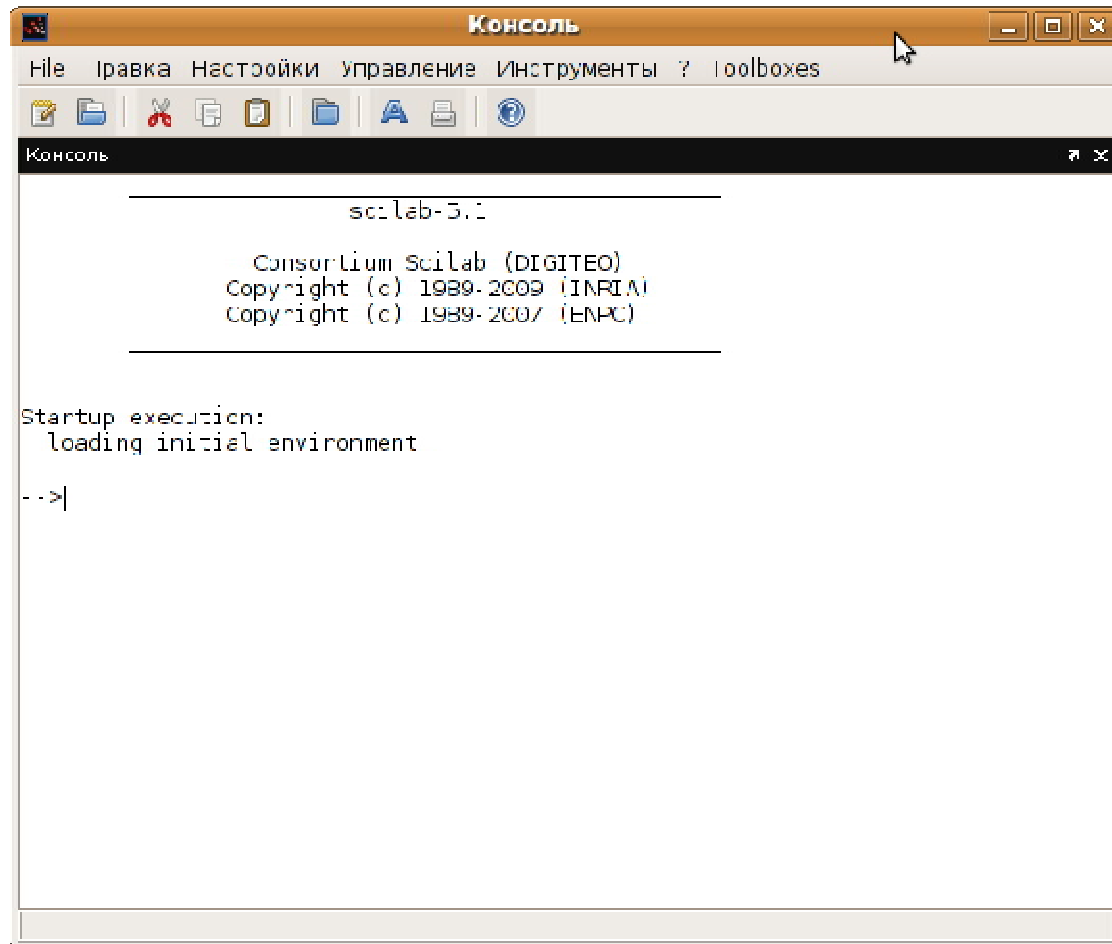 Консоль
File Правка Настройки Управление Инструменты ? Toolboxes
Консоль
scilab-5.1
Consortium Scilab (DIGITEO)
Copyright (c) 1989-2009 (INRIA)
Copyright (c) 1989-2007 (ENPC)
Startup execution:
loading initial environment
-->